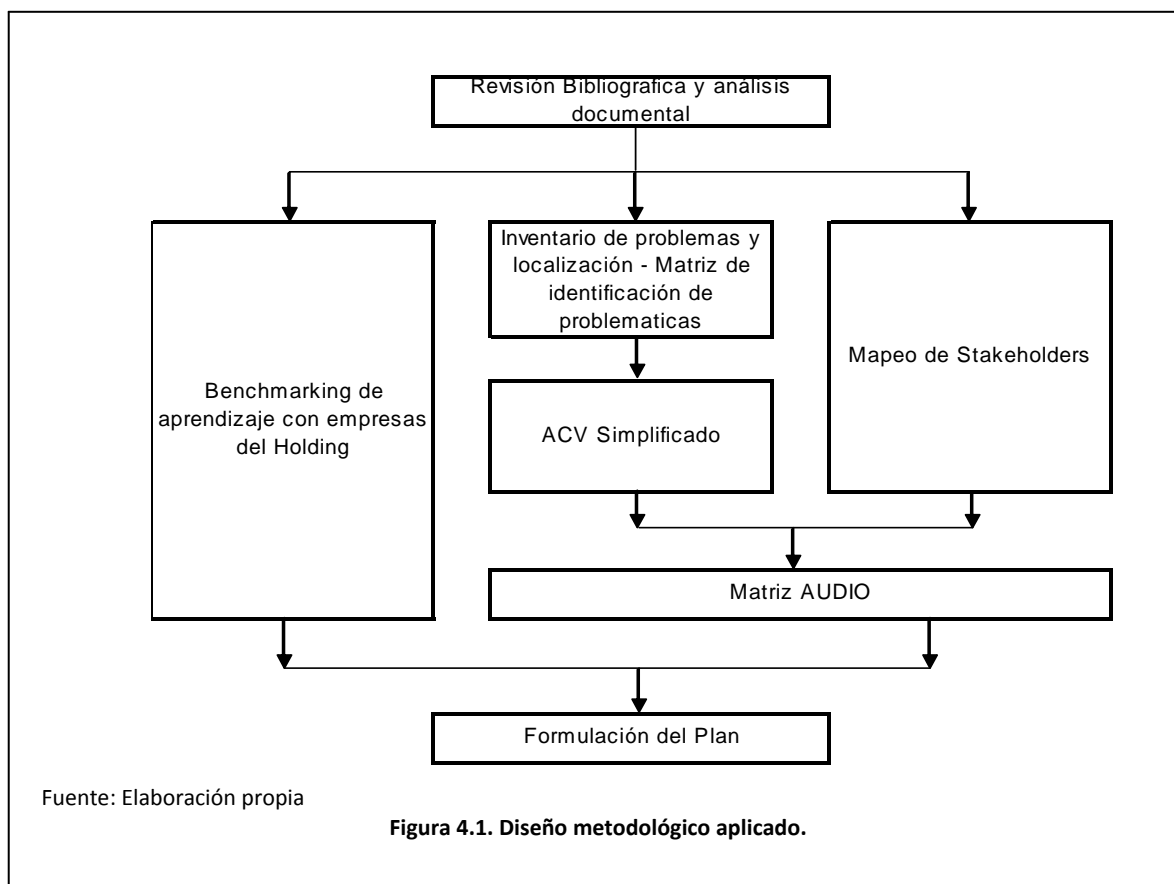 Revisión Bibliografica y análisis
documental
Inventario de problemas y
localización - Matriz de
identificación de
problematicas
Mapeo de Stakeholders
Benchmarking de
aprendizaje con empresas
del Holding
ACV Simplificado
Matriz AUDIO
Formulación del Plan
Fuente: Elaboración propia
Figura 4.1. Diseño metodológico aplicado.